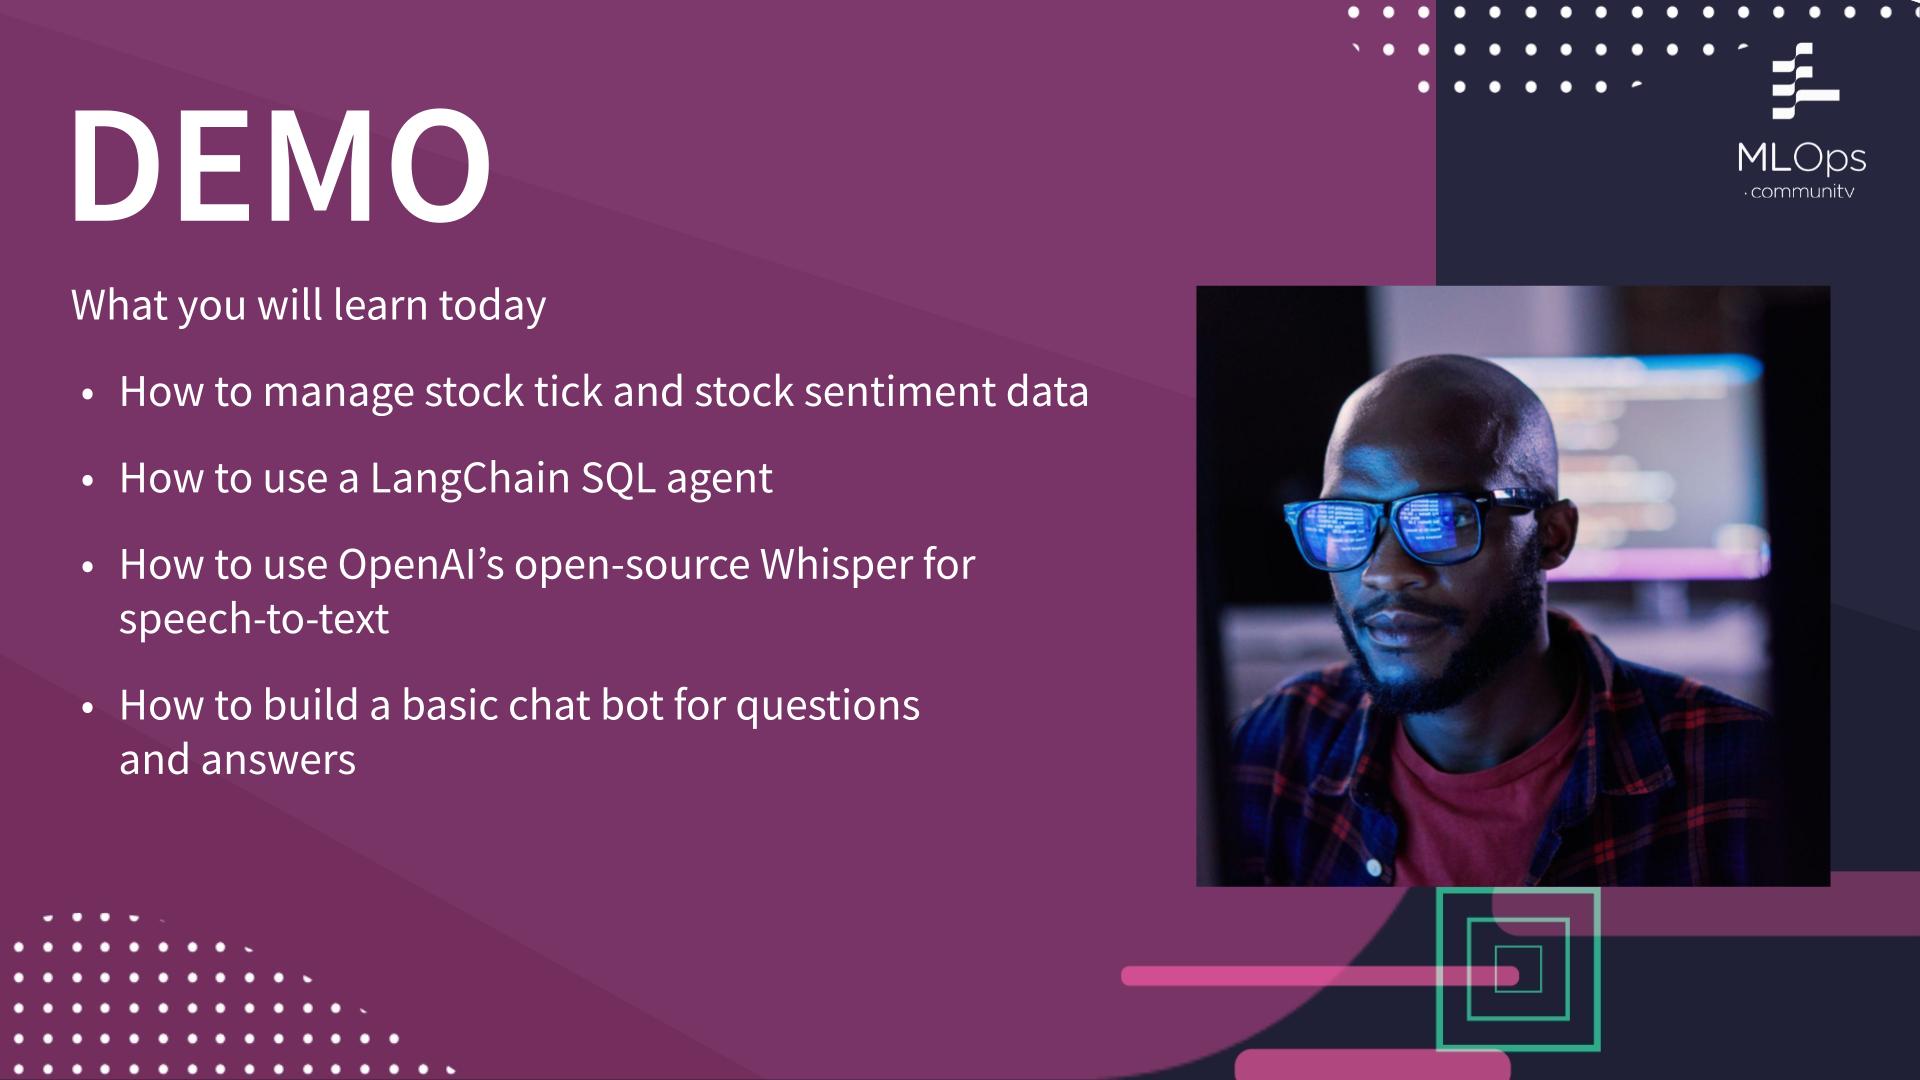 DEMO
MLOps
community
What you will learn today
• How to manage stock tick and stock sentiment data
• How to use a LangChain SQL agent
• How to use OpenAI’s open-source Whisper for
speech-to-text
• How to build a basic chat bot for questions
and answers